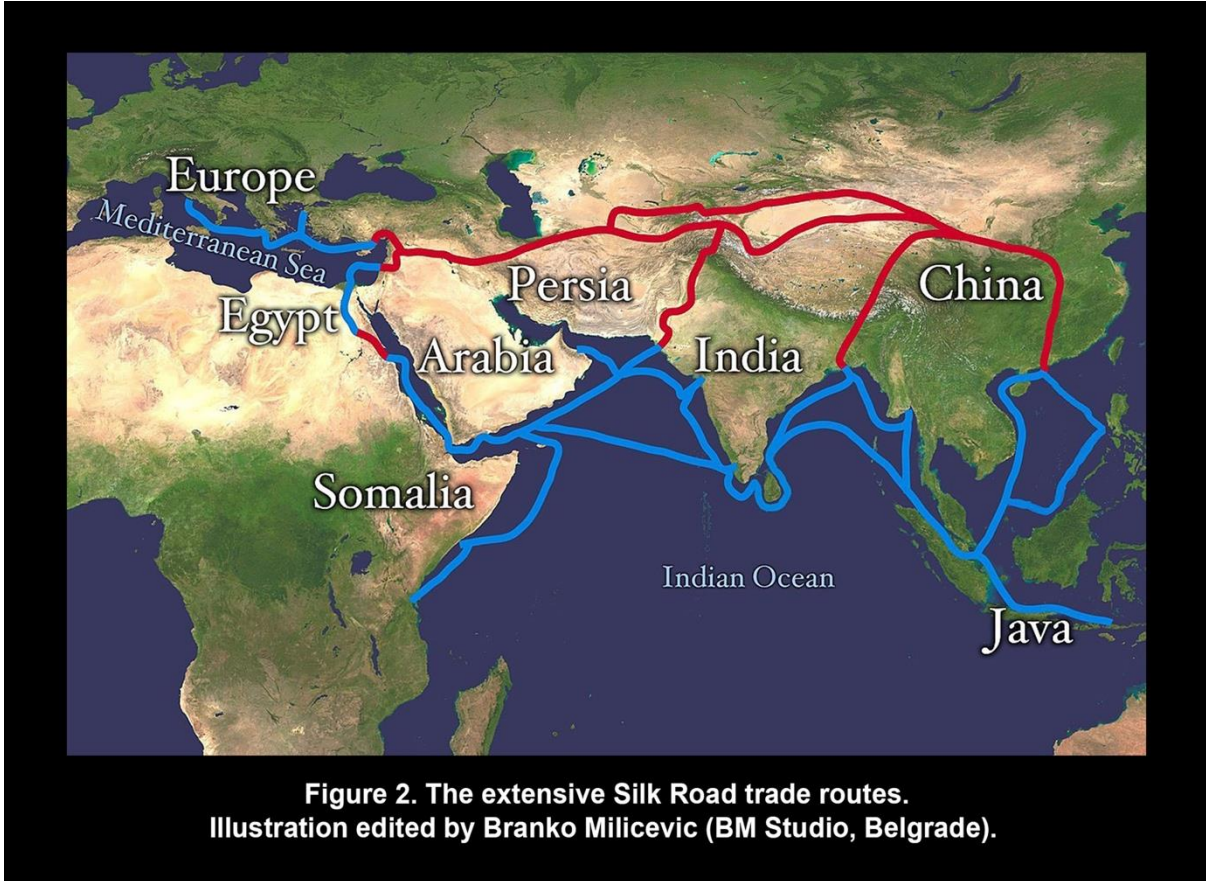 Europe
Mediterranean Sea
Egypt
Persia
China
Arabia
India
Somalia
Indian Ocean
Java
Figure 2. The extensive Silk Road trade routes.
Illustration edited by Branko Milicevic (BM Studio, Belgrade).